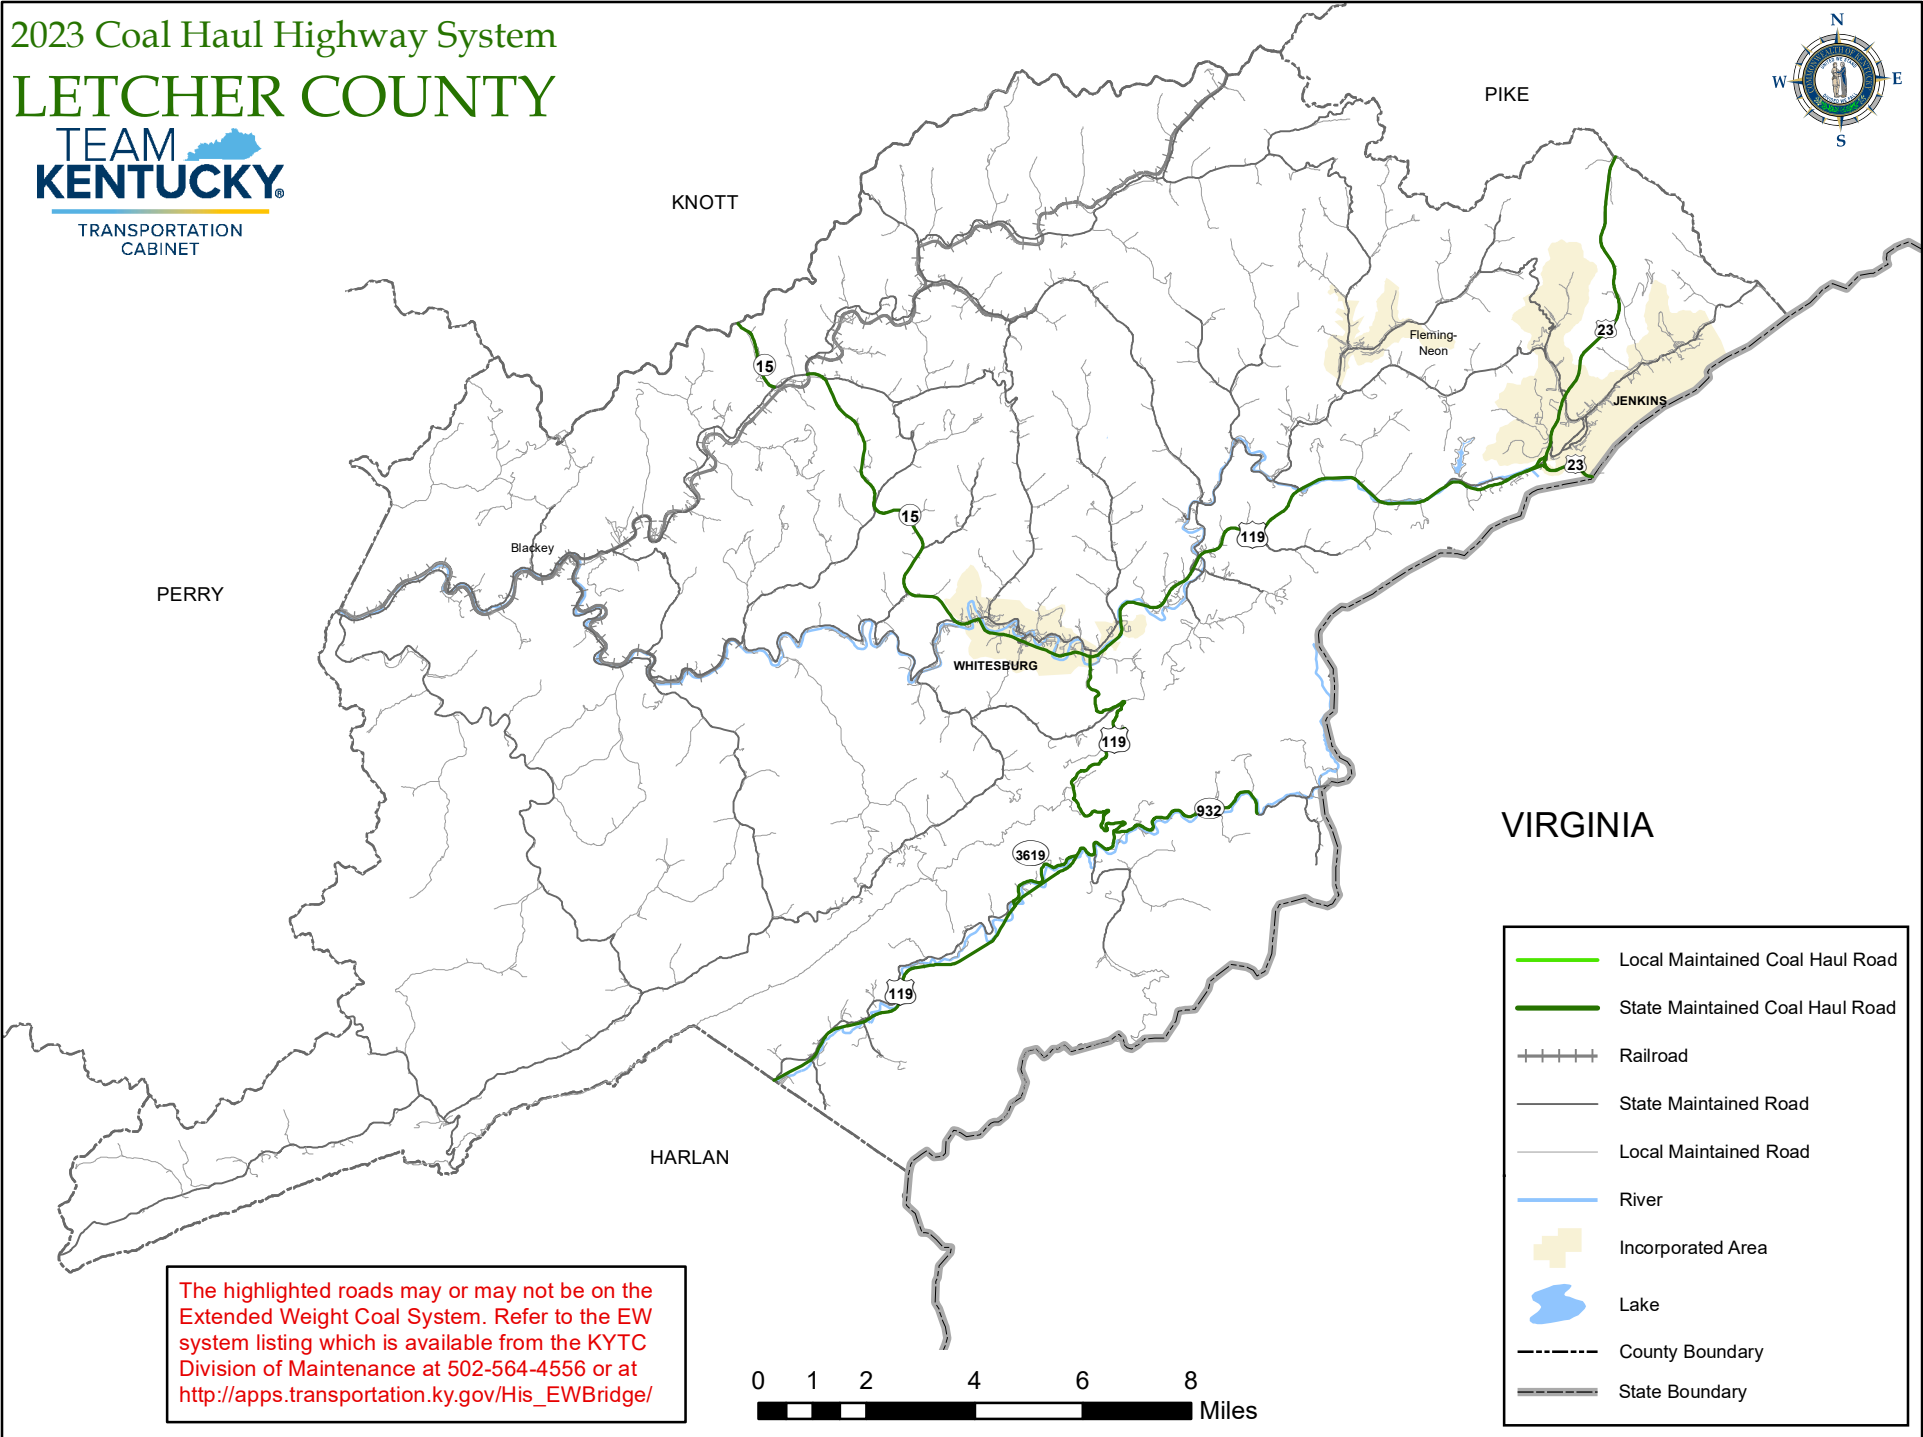 2023 Coal Haul Highway System
LETCHER COUNTY
TEAM
KENTUCKY®
TRANSPORTATION
CABINET
N
W
E
S
PIKE
KNOTT
23
Fleming-
Neon
15
JENKINS
23
15
119
Blackey
PERRY
WHITESBURG
119
932
VIRGINIA
3619
119
HARLAN
Local Maintained Coal Haul Road
State Maintained Coal Haul Road
Railroad
State Maintained Road
Local Maintained Road
River
Incorporated Area
Lake
County Boundary
State Boundary
The highlighted roads may or may not be on the
Extended Weight Coal System. Refer to the EW
system listing which is available from the KYTC
Division of Maintenance at 502-564-4556 or at
http://apps.transportation.ky.gov/His_EWBridge/
0 1 2 4 6 8
Miles